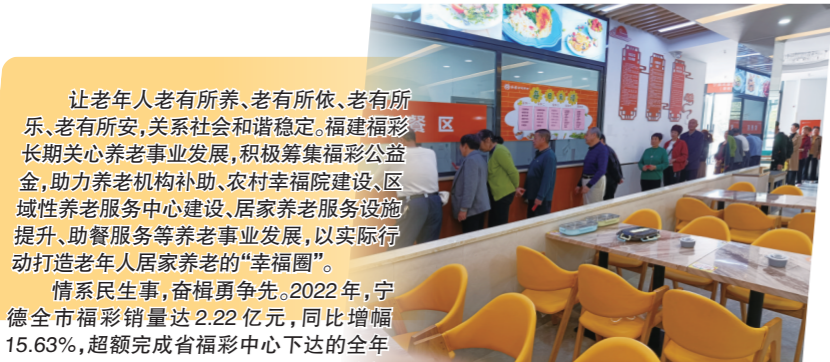 让老年人老有所养、老有所依、老有所
乐、老有所安,关系社会和谐稳定。福建福彩
长期关心养老事业发展,积极筹集福彩公益
金,助力养老机构补助、农村幸福院建设、区
域性养老服务中心建设、居家养老服务设施
提升、助餐服务等养老事业发展,以实际行
动打造老年人居家养老的“幸福圈”。
情系民生事,奋楫勇争先。2022年,宁
德全市福彩销量达2.22亿元,同比增幅
15.63%,超额完成省福彩中心下达的全年
餐区